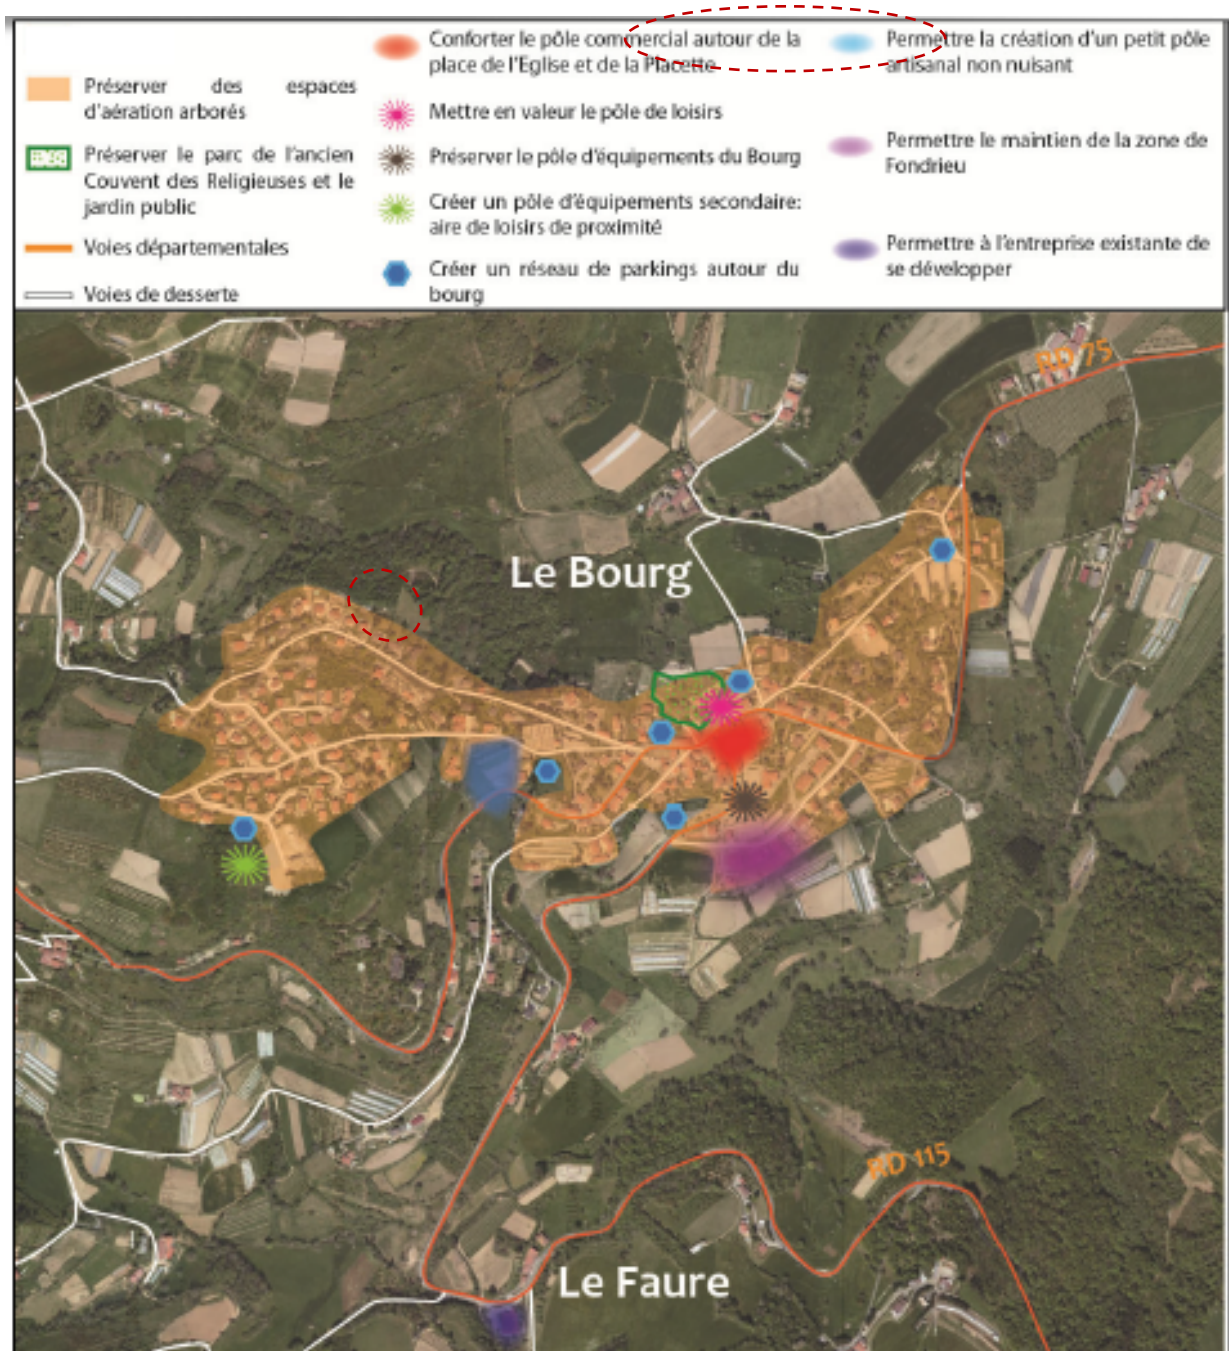 Préserver des espaces
d'aération arborés
Préserver le parc de l'ancien
Couvent des Religieuses et le
jardin public
Voies départementales
Voies de desserte
Conforter le pôle commercial autour de la
place de l'Eglise et de la Placette
Mettre en valeur le pôle de loisirs
Préserver le pôle d'équipements du Bourg
Créer un pôle d'équipements secondaire:
aire de loisirs de proximité
Créer un réseau de parkings autour du
bourg
Permettre la création d'un petit pôle
artisanal non nuisant
Permettre le maintien de la zone de
Fondrieu
Permettre à l'entreprise existante de
se développer
RD 75
Le Bourg
RD 115
Le Faure